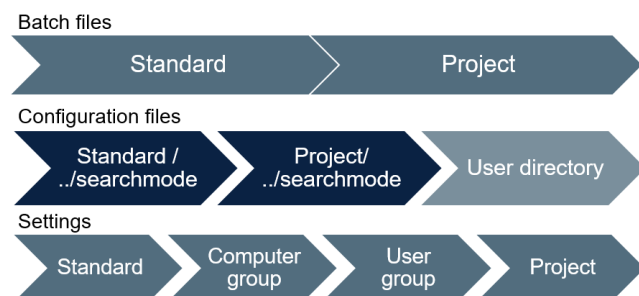 Batch files
Standard
Project
Configuration files
Standard /
../searchmode
Project/
../searchmode
User directory
Settings
Standard
Computer
group
User
group
Project